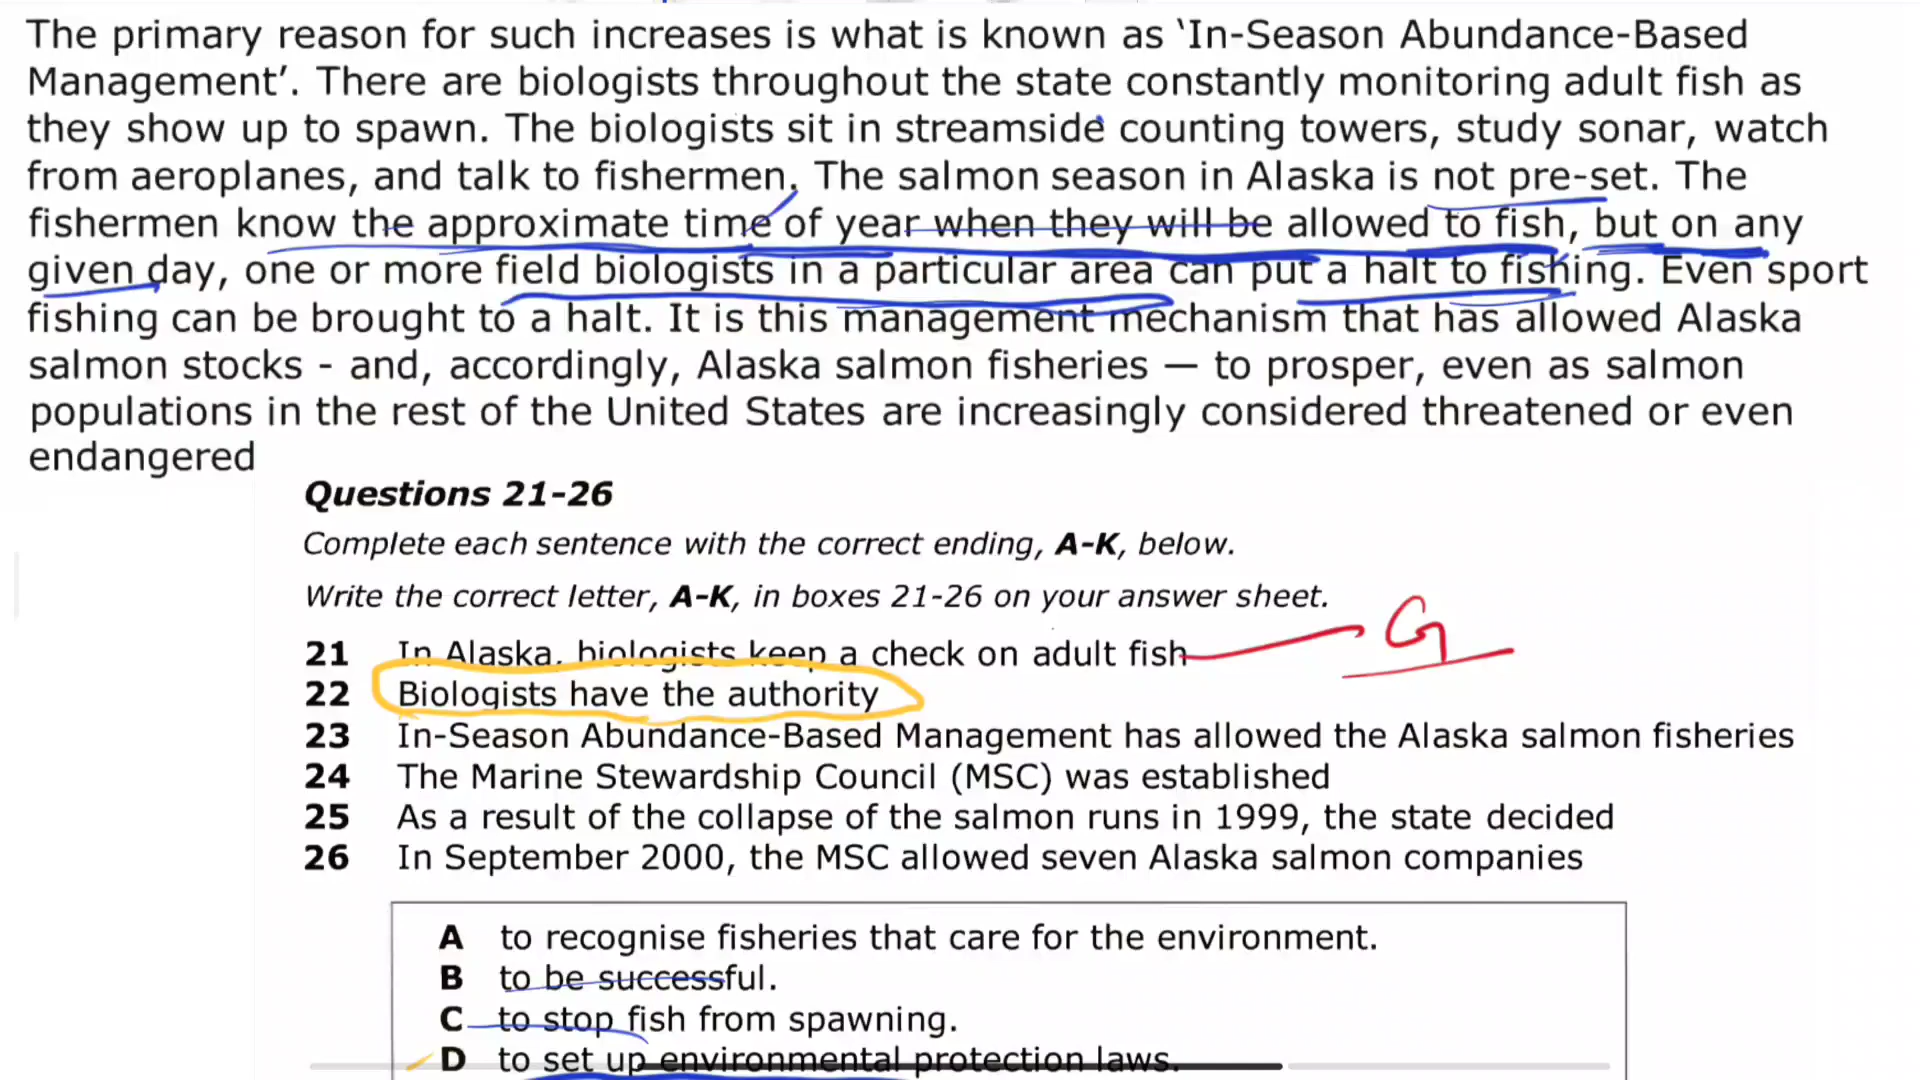 The primary reason for such increases is what is known as ‘In-Season Abundance-Based
Management’. There are biologists throughout the state constantly monitoring adult fish as
they show up to spawn. The biologists sit in streamside counting towers, study sonar, watch
from aeroplanes, and talk to fishermen. The salmon season in Alaska is not pre-set. The
fishermen know the approximate time of year when they will be allowed to fish, but on any
given day, one or more field biologists in a particular area can put a halt to fishing. Even sport
fishing can be brought to a halt. It is this management mechanism that has allowed Alaska
salmon stocks - and, accordingly, Alaska salmon fisheries — to prosper, even as salmon
populations in the rest of the United States are increasingly considered threatened or even
endangered
Questions 21-26
Complete each sentence with the correct ending, A-K, below.
Write the correct letter, A-K, in boxes 21-26 on your answer sheet.
21 In Alaska, biologists keep a check on adult fish G
22 Biologists have the authority
23 In-Season Abundance-Based Management has allowed the Alaska salmon fisheries
24 The Marine Stewardship Council (MSC) was established
25 As a result of the collapse of the salmon runs in 1999, the state decided
26 In September 2000, the MSC allowed seven Alaska salmon companies
A to recognise fisheries that care for the environment.
B to be successful.
C to stop fish from spawning.
D to set up environmental protection laws.